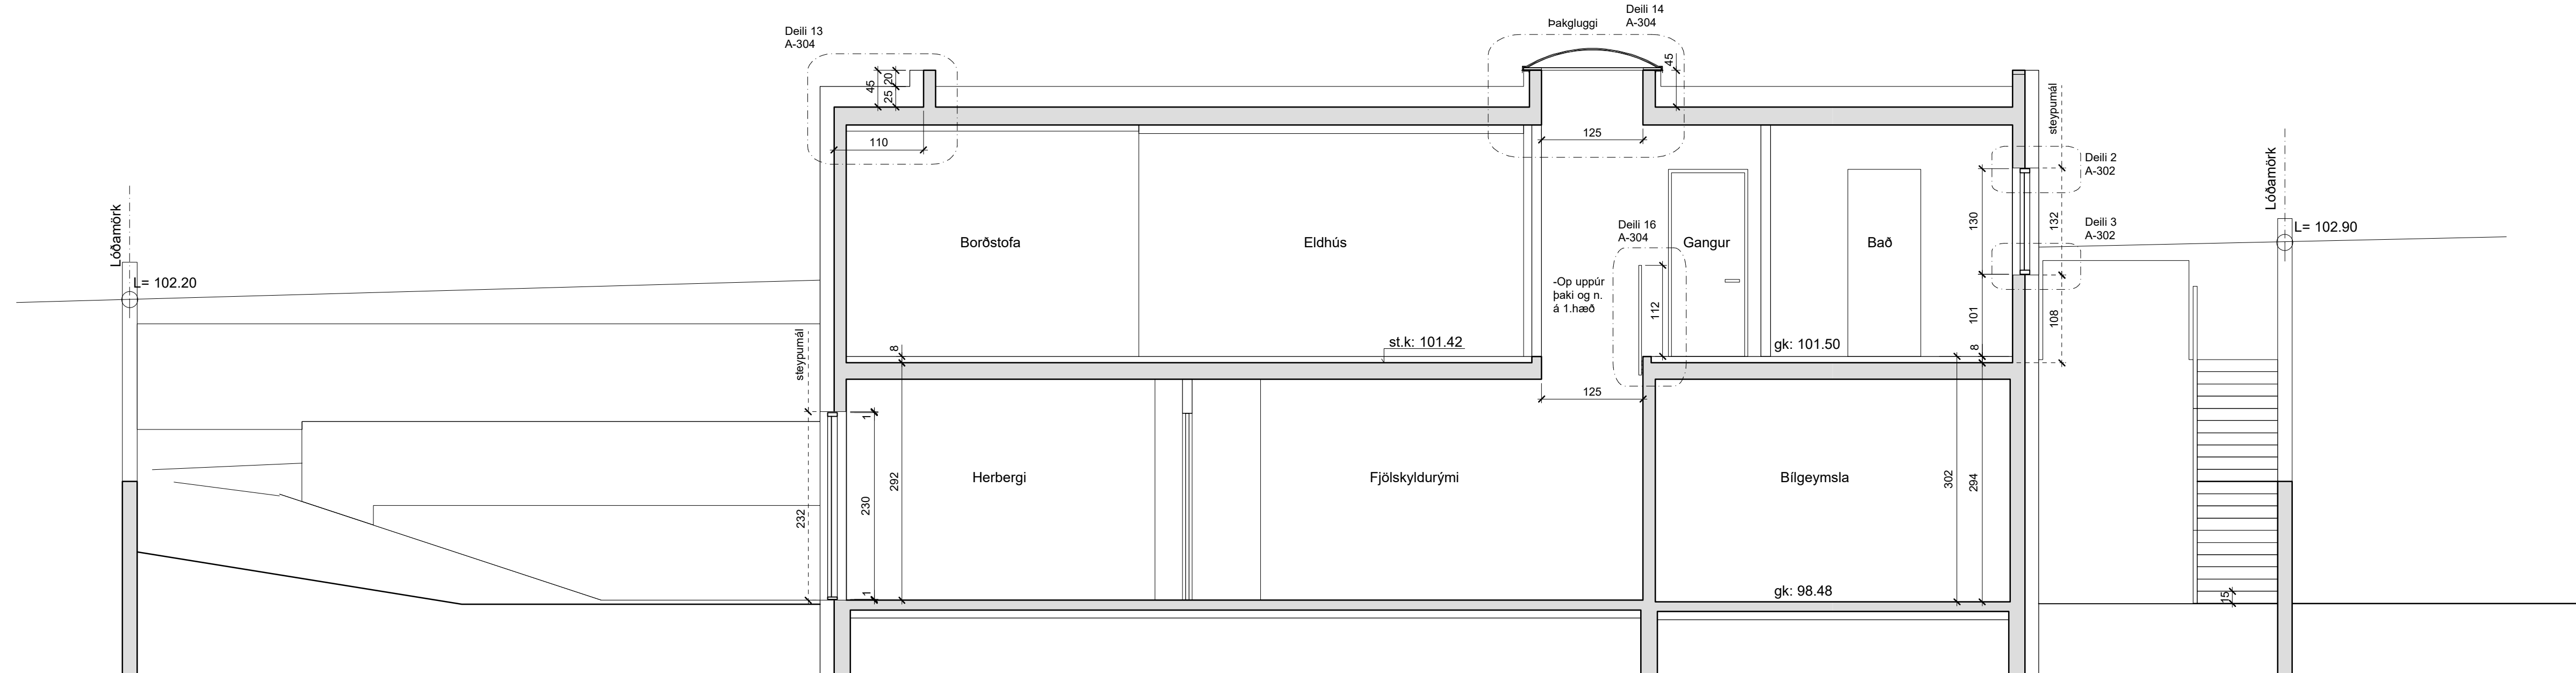 Deili 13
A-304
Þakgluggi
Deili 14
A-304
45
20
25
45
110
125
steypumál
Deili 2
A-302
Lóðamörk
L= 102.20
Borðstofa
Eldhús
Deili 16
A-304
Gangur
Bað
130
132
Deili 3
A-302
Lóðamörk
L= 102.90
-Op uppúr
þaki og n.
á 1.hæð
112
101
108
steypumál
8
st.k: 101.42
gk: 101.50
8
125
1
292
230
232
1
Herbergi
Fjölskyldurými
Bílgeymsla
302
294
gk: 98.48
15